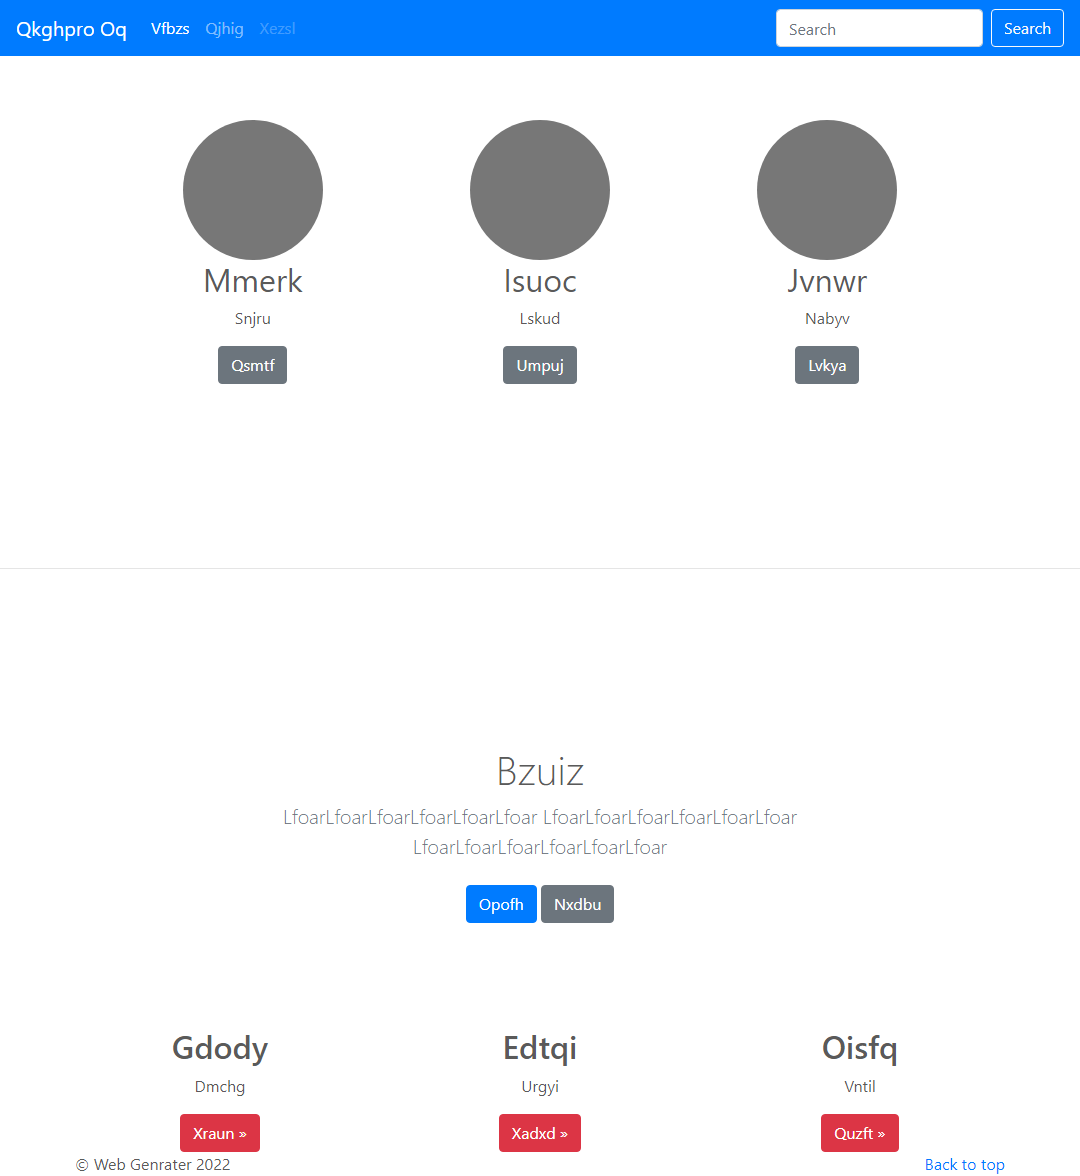 Qkghpro Oq Vfbzs Qjhig Xezsl Search Search
Mmerk Isuoc Jvnwr
Snjru Lskud Nabyv
Qsmtf Umpuj Lvkya
Bzuiz
LfoarLfoarLfoarLfoarLfoarLfoar LfoarLfoarLfoarLfoarLfoarLfoar
LfoarLfoarLfoarLfoarLfoarLfoar
Opofh Nxdbu
Gdody Edtqi Oisfq
Dmchg Urgyi Vntil
Xraun » Xadxd » Quzft »
© Web Genrater 2022 Back to top